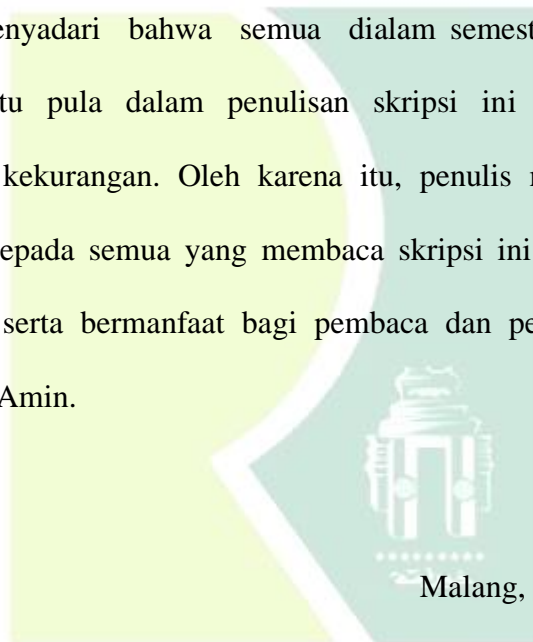 enyadari bahwa semua dialam semest
tu pula dalam penulisan skripsi ini
kekurangan. Oleh karena itu, penulis
epada semua yang membaca skripsi ini
serta bermanfaat bagi pembaca dan pe
Amin.
Malang,